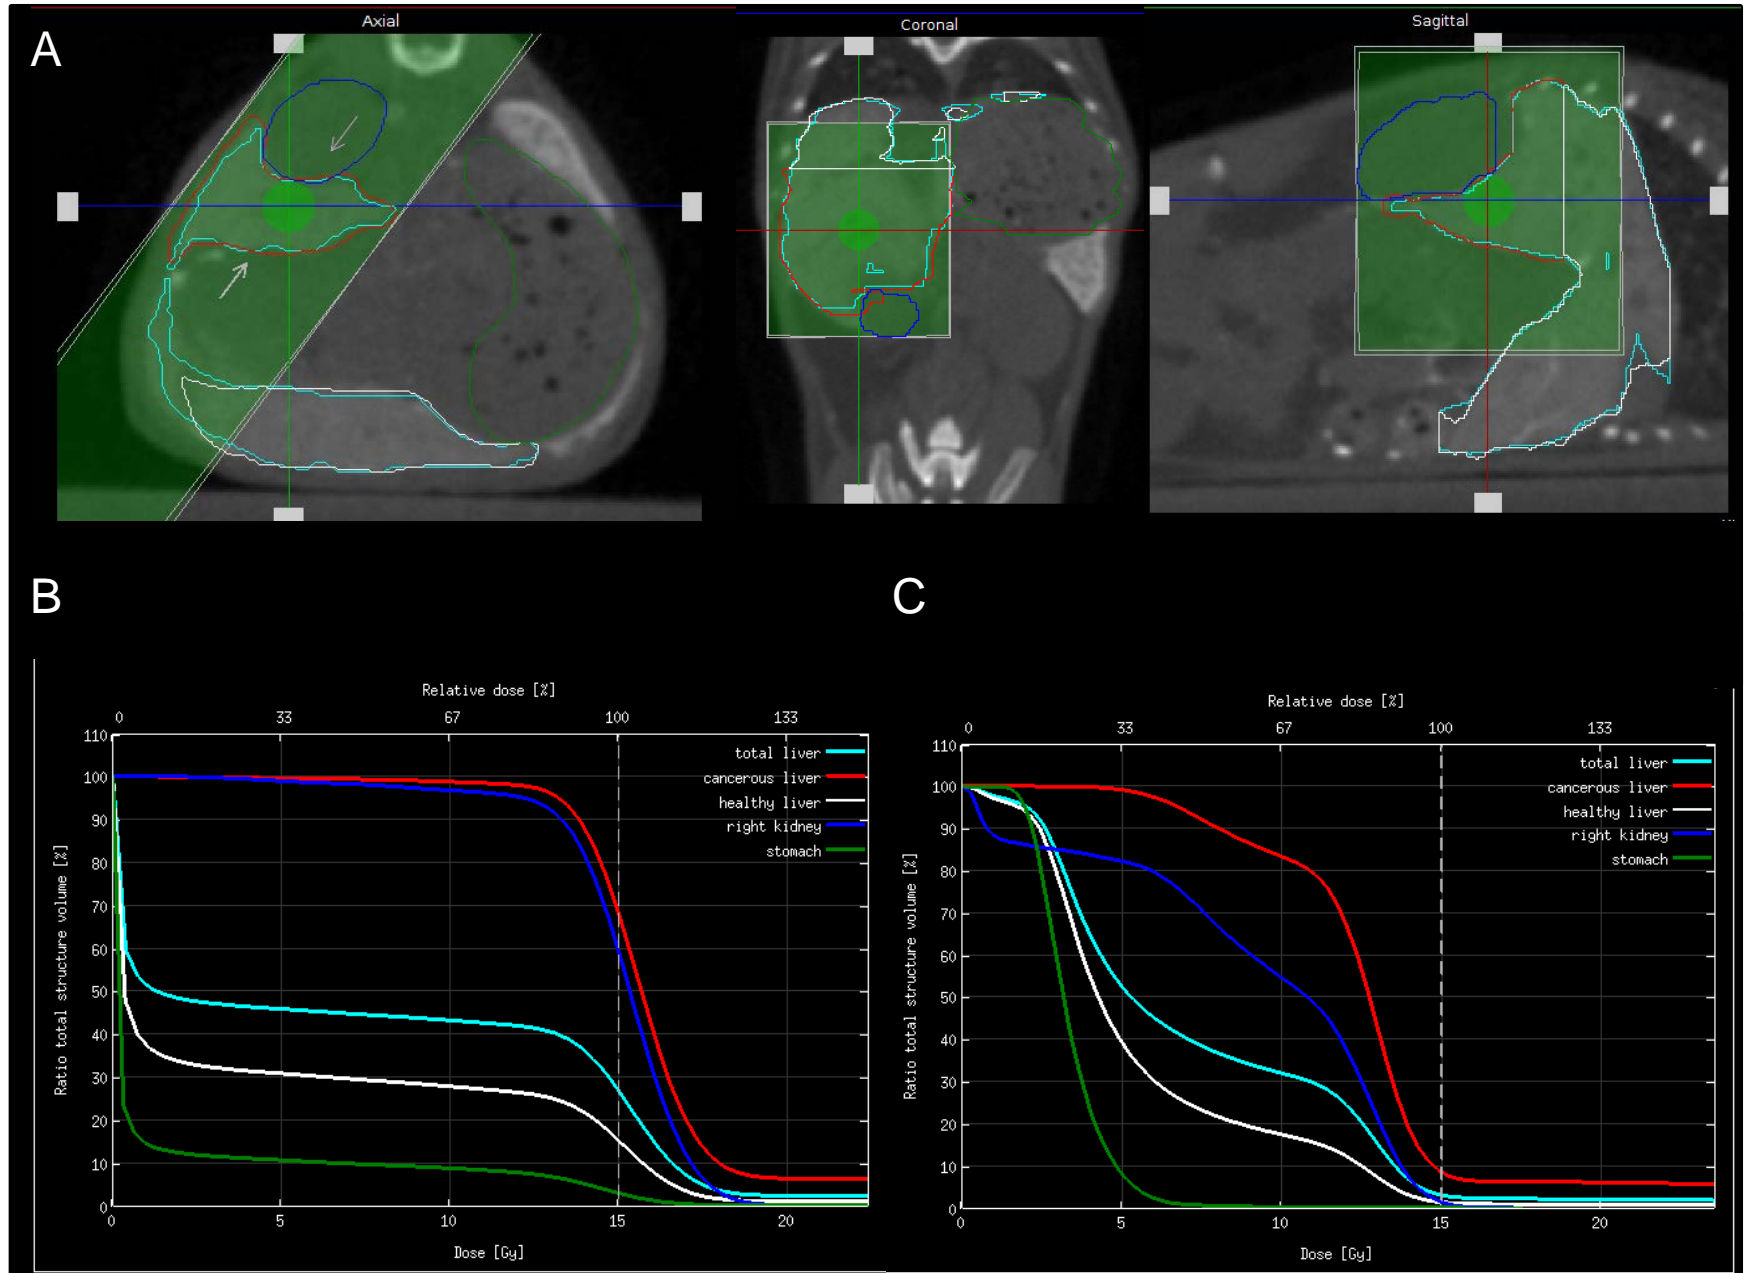 A
Axial
Coronal
Sagittal
B
Relative dose [%]
0 33 67 100 133
110
100
90
80
70
60
50
40
30
20
10
0
Ratio total structure volume [%]
total liver
cancerous liver
healthy liver
right kidney
stomach
0 5 10 15 20
Dose [Gy]
C
Relative dose [%]
0 33 67 100 133
110
100
90
80
70
60
50
40
30
20
10
0
Ratio total structure volume [%]
total liver
cancerous liver
healthy liver
right kidney
stomach
0 5 10 15 20
Dose [Gy]